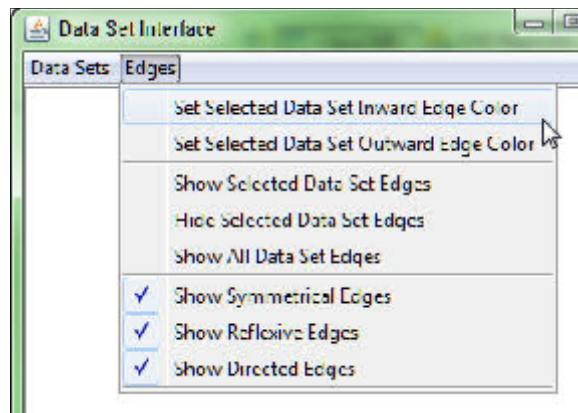 Data Set Interface
Data Sets Edges
Set Selected Data Set Inward Edge Color
Set Selected Data Set Outward Edge Color
Show Selected Data Set Edges
Hide Selected Data Set Edges
Show All Data Set Edges
Show Symmetrical Edges
Show Reflexive Edges
Show Directed Edges